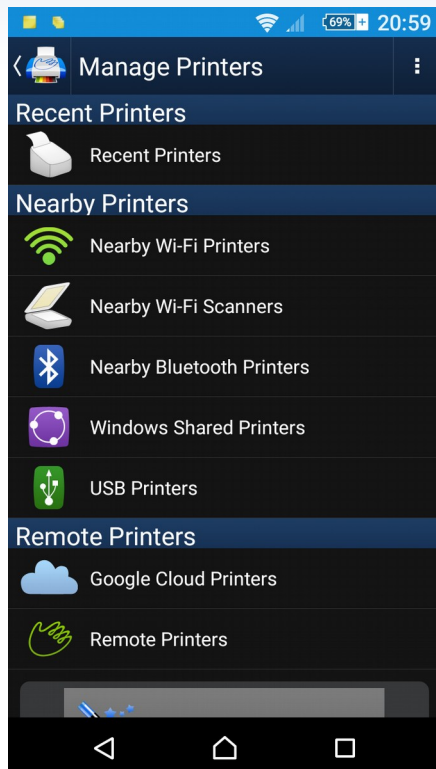 69% 20:59
Manage Printers
Recent Printers
Recent Printers
Nearby Printers
Nearby Wi-Fi Printers
Nearby Wi-Fi Scanners
Nearby Bluetooth Printers
Windows Shared Printers
USB Printers
Remote Printers
Google Cloud Printers
Remote Printers